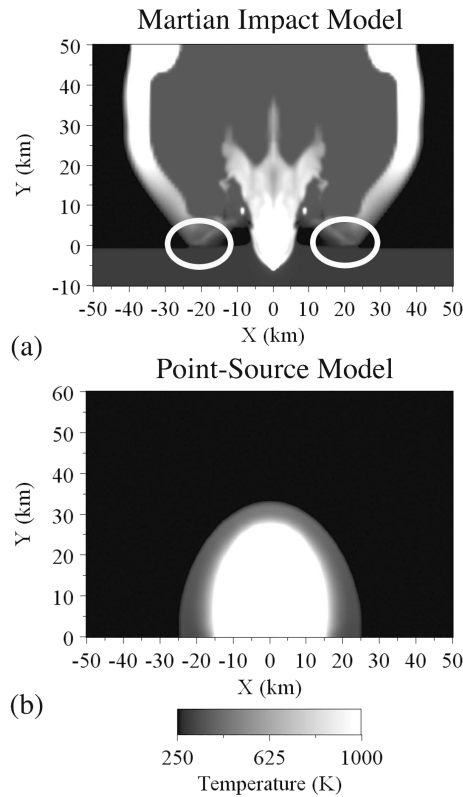 Martian Impact Model
50
40
30
20
10
0
-10
Y (km)
-50 -40 -30 -20 -10 0 10 20 30 40 50
X (km)
(a)
Point-Source Model
60
50
40
30
20
10
0
Y (km)
-50 -40 -30 -20 -10 0 10 20 30 40 50
X (km)
(b)
250 625 1000
Temperature (K)